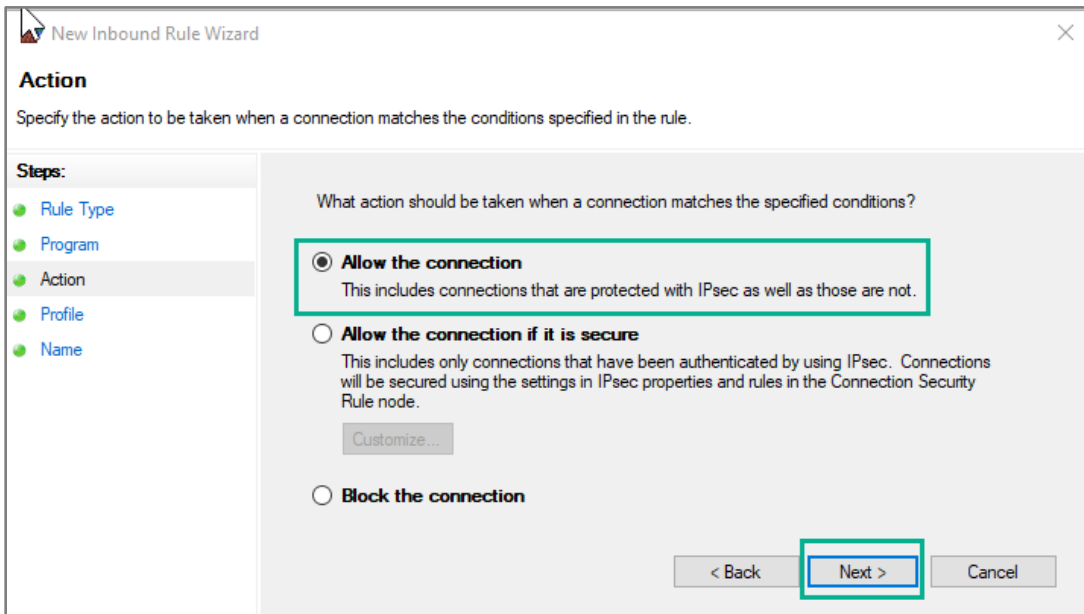 New Inbound Rule Wizard
Action
Specify the action to be taken when a connection matches the conditions specified in the rule.
Steps:
Rule Type
Program
Action
Profile
Name
What action should be taken when a connection matches the specified conditions?
Allow the connection
This includes connections that are protected with IPsec as well as those are not.
Allow the connection if it is secure
This includes only connections that have been authenticated by using IPsec. Connections
will be secured using the settings in IPsec properties and rules in the Connection Security
Rule node.
Customize...
Block the connection
< Back
Next >
Cancel